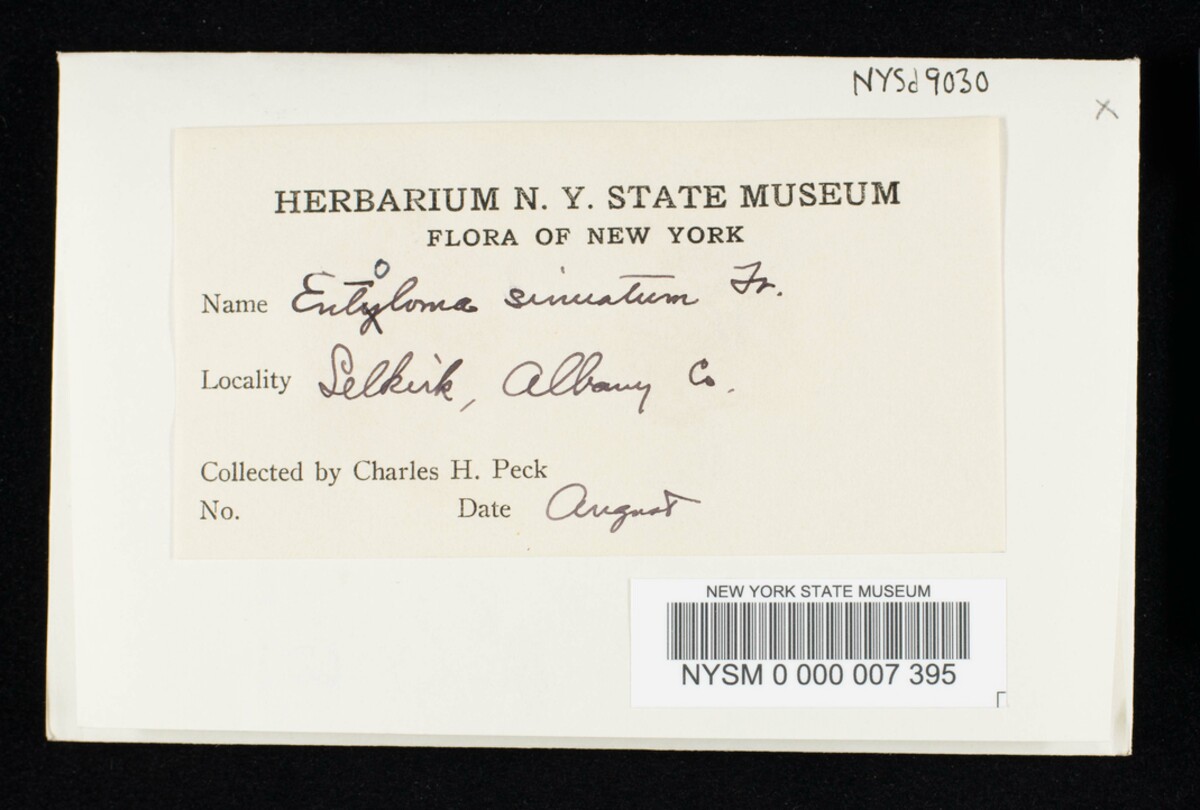 NYSd9030
X
HERBARIUM N. Y. STATE MUSEUM
FLORA OF NEW YORK
Name Entoloma sinuatum Fr.
Locality Selkirk, Albany Co.
Collected by Charles H. Peck
No. Date August
NEW YORK STATE MUSEUM
NYSM 0 000 007 395